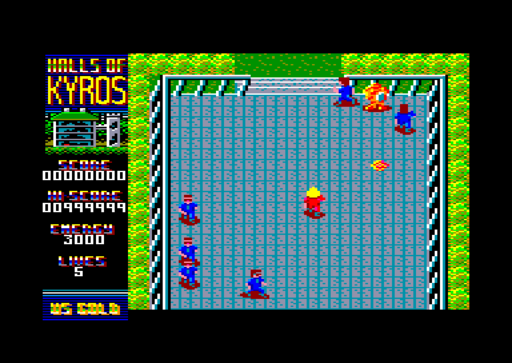 HALLS OF
KYROS
SCORE
00000000
HI SCORE
00999999
ENERGY
3000
LIVES
5
US GOLD